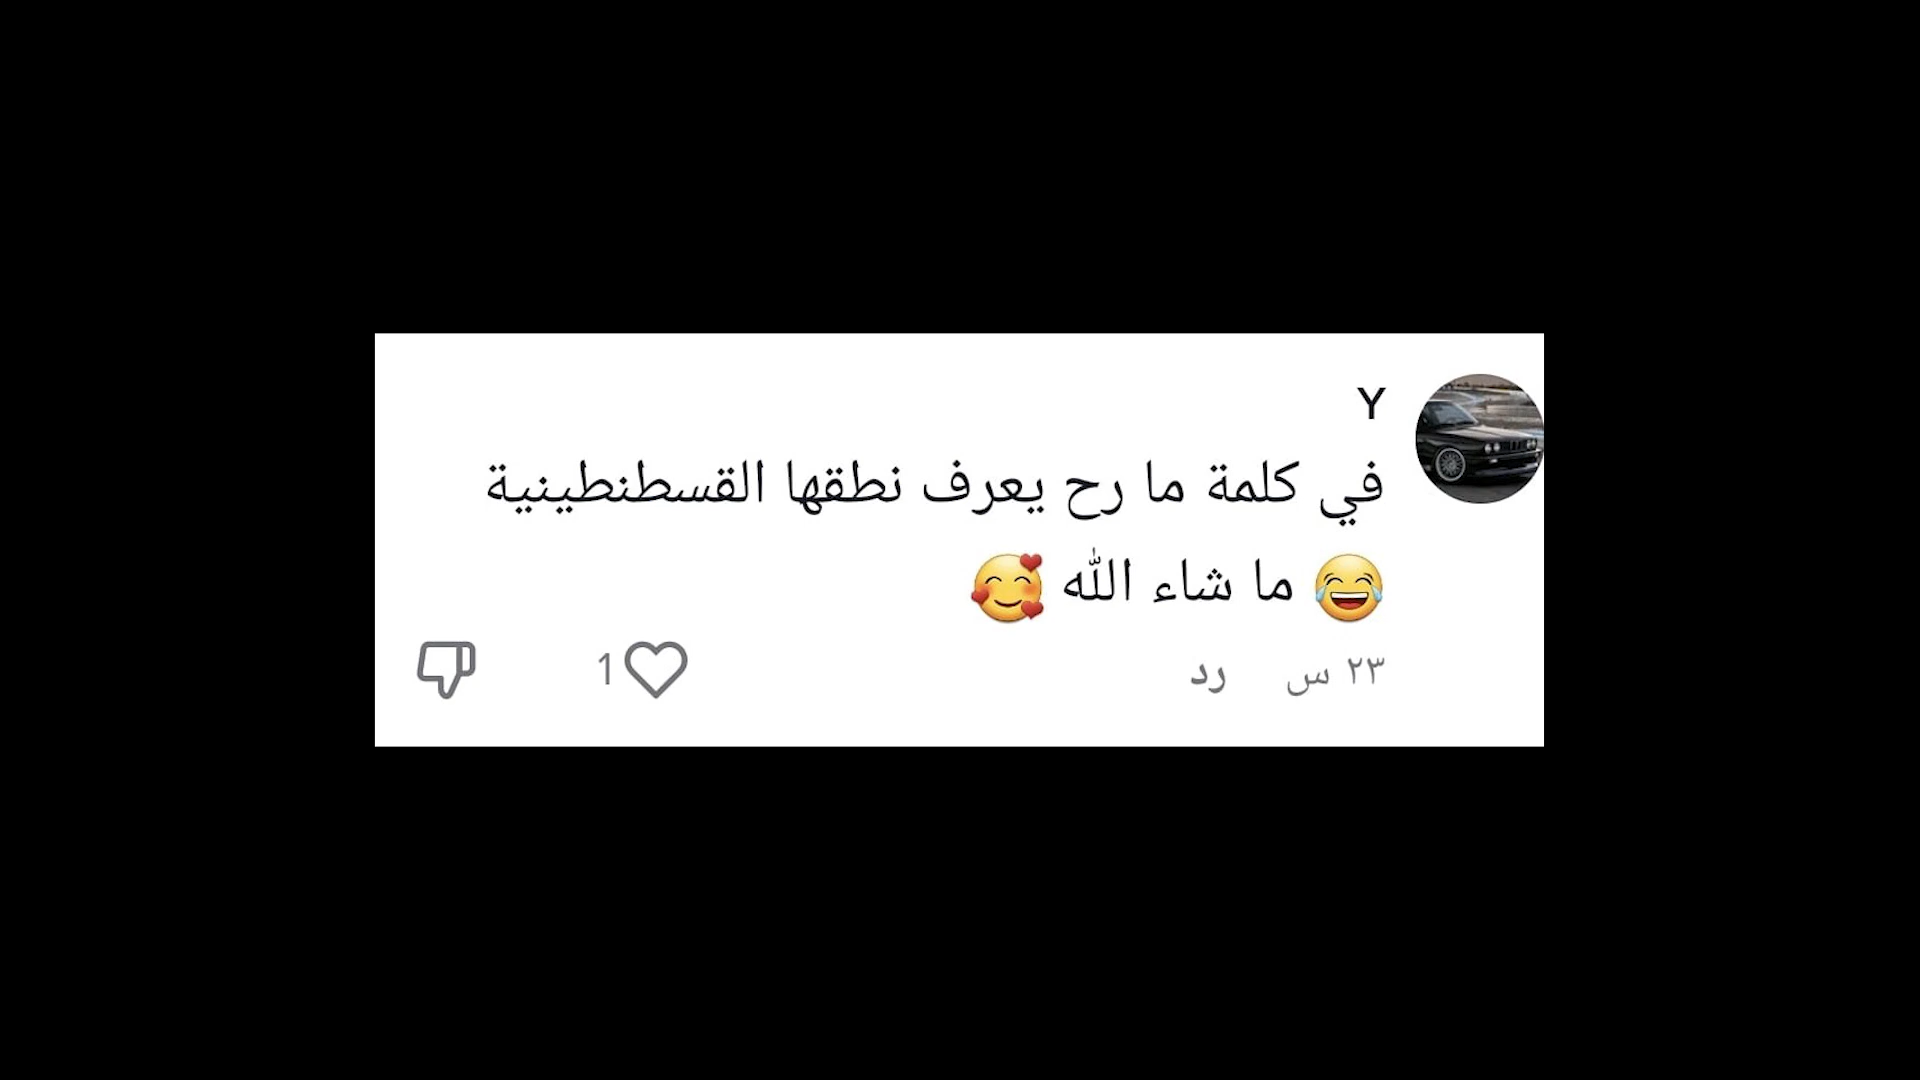 Y
في كلمة ما رح يعرف نطقها القسطنطينية
😂 ما شاء الله 🥰
٢٣ س رد 1